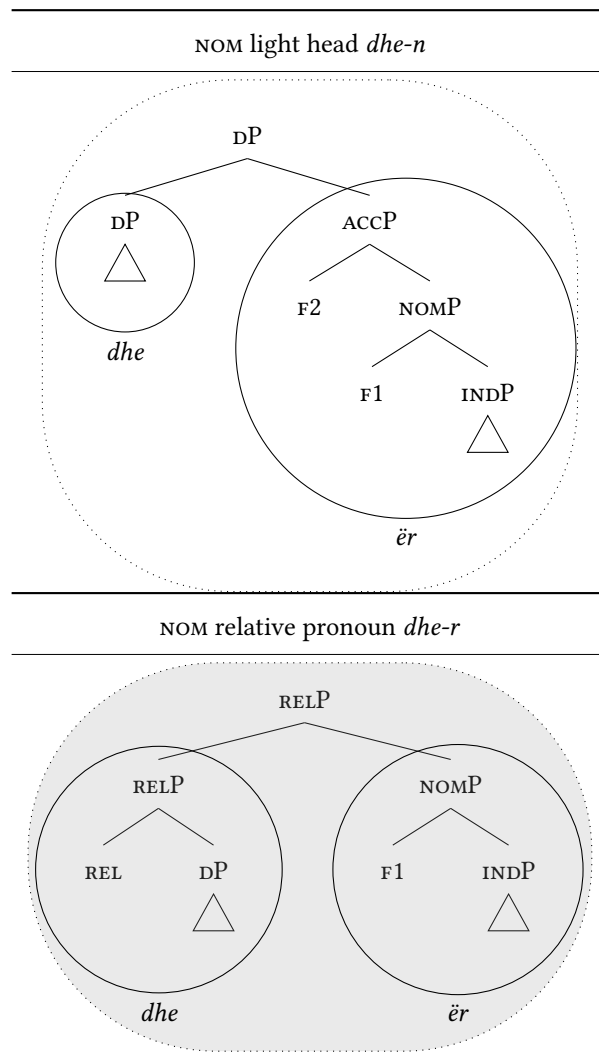 NOM light head dhe-n
DP
DP ACCP
F2 NOMP
dhe
F1 INDP
ër
NOM relative pronoun dhe-r
RELP
RELP NOMP
REL DP F1 INDP
dhe ër